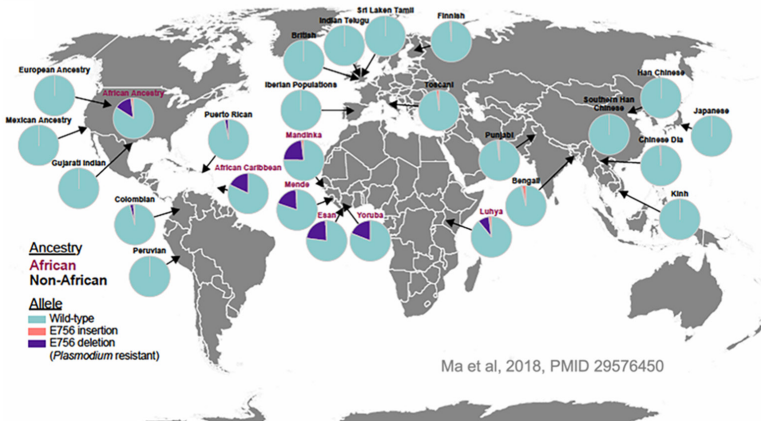 Indian Telugu
Sri Laken Tamil
Finnish
British
European Ancestry
African Ancestry
Iberian Populations
Toscani
Han Chinese
Southern Han
Chinese
Mexican Ancestry
Puerto Rican
Mandinka
Punjabi
Japanese
Chinese Dia
Gujarati Indian
African Caribbean
Mende
Bengali
Colombian
Esan
Yoruba
Luhya
Kinh
Peruvian
Ancestry
African
Non-African
Allele
Wild-type
E756 insertion
E756 deletion
(Plasmodium resistant)
Ma et al, 2018, PMID 29576450